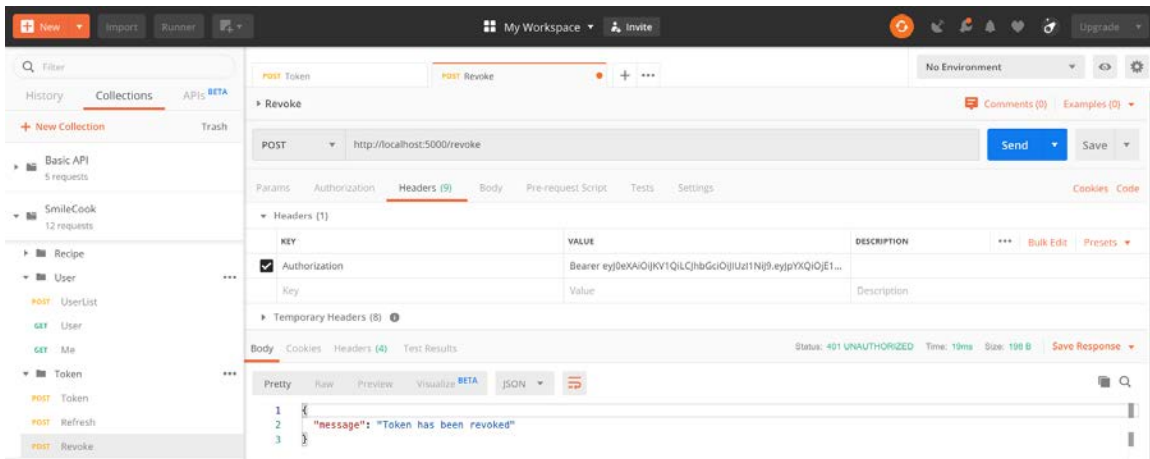 New Import Runner My Workspace Invite Upgrade
Filter
History Collections APIs BETA
+ New Collection Trash
Basic API
5 requests
SmileCook
12 requests
Recipe
User
POST UserList
GET User
GET Me
Token
POST Token
POST Refresh
POST Revoke
POST Token POST Revoke + ••• No Environment
Revoke Comments (0) Examples (0)
POST http://localhost:5000/revoke Send Save
Params Authorization Headers (9) Body Pre-request Script Tests Settings Cookies Code
Headers (1)
KEY VALUE DESCRIPTION ••• Bulk Edit Presets
Authorization Bearer eyJ0eXAiOiJKV1QiLCJhbGciOiJIUzI1NiJ9.eyJpYXQiOjE1...
Key Value Description
Temporary Headers (8)
Body Cookies Headers (4) Test Results Status: 401 UNAUTHORIZED Time: 19ms Size: 198 B Save Response
Pretty Raw Preview Visualize BETA JSON
1 {
2 "message": "Token has been revoked"
3 }